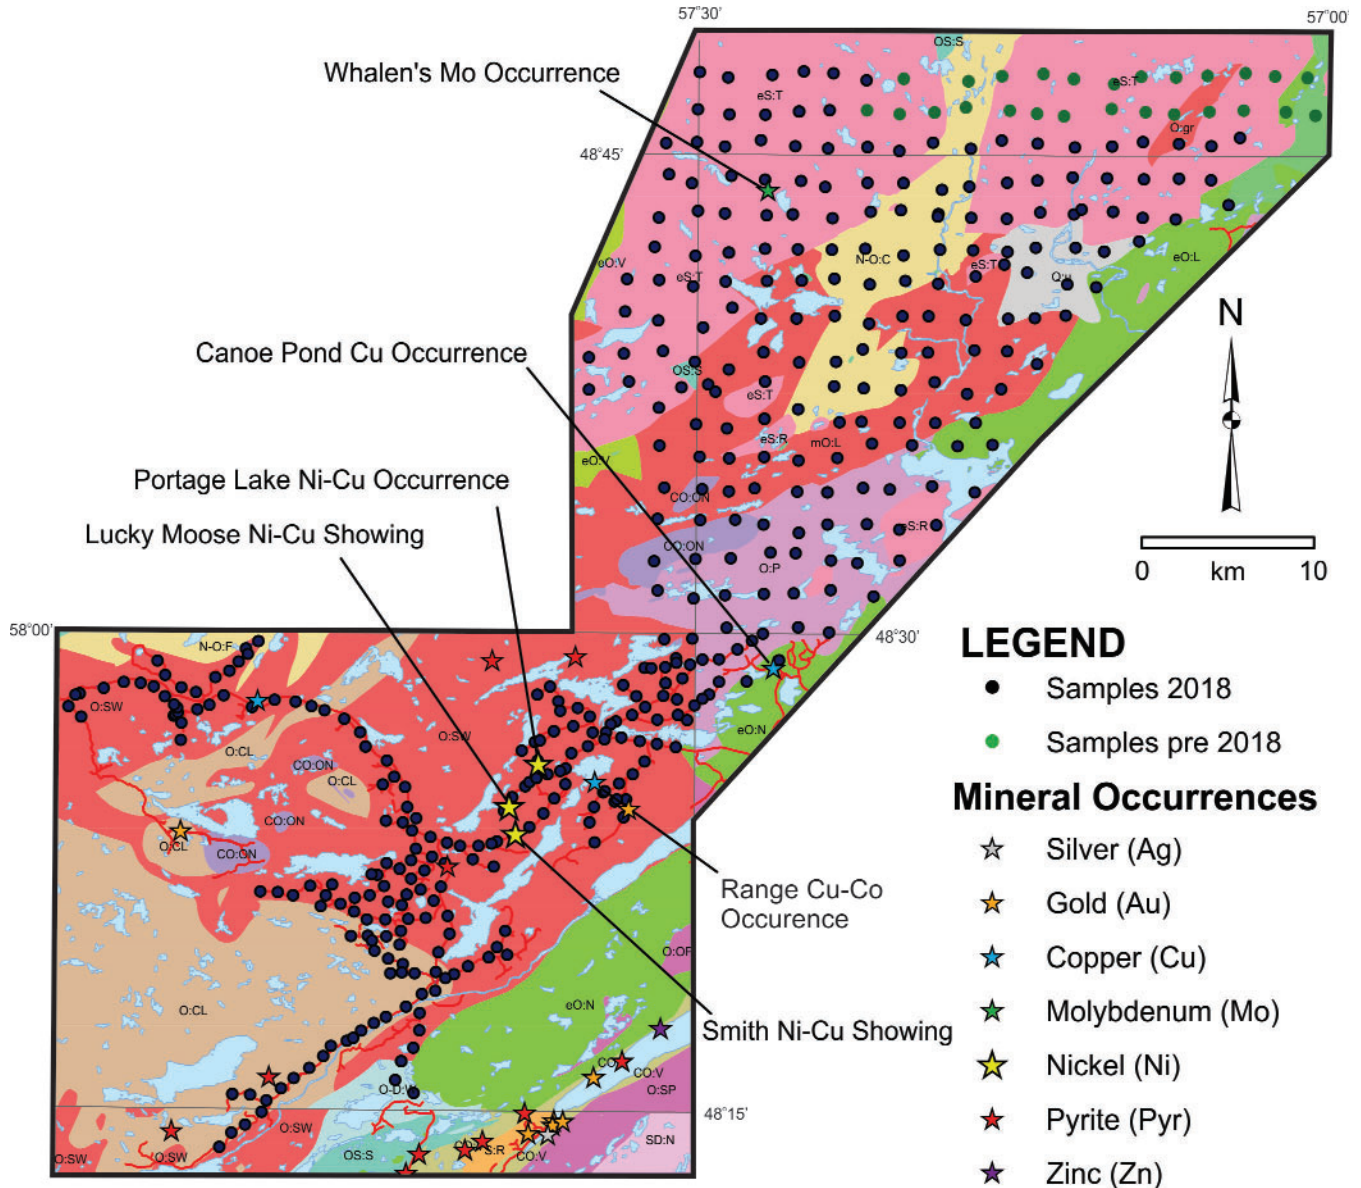 57°30'
57°00'
OS:S
Whalen's Mo Occurrence
eS:T
eS:T
O:gr
48°45'
eO:V
N-O:C
eS:T
eO:L
eS:T
Q:u
N
Canoe Pond Cu Occurrence
OS:S
eS:T
eS:R
mO:L
eO:V
Portage Lake Ni-Cu Occurrence
CO:ON
Lucky Moose Ni-Cu Showing
eS:R
CO:ON
O:P
0 km 10
58°00'
48°30'
N-O:F
LEGEND
Samples 2018
O:SW
O:SW
eO:N
Samples pre 2018
O:CL
CO:ON
O:CL
Mineral Occurrences
CO:ON
O:CL
CO:ON
Silver (Ag)
Range Cu-Co
Occurence
Gold (Au)
O:OF
Copper (Cu)
O:CL
eO:N
Smith Ni-Cu Showing
Molybdenum (Mo)
CO:V
Nickel (Ni)
O:SP
48°15'
Pyrite (Pyr)
O:SW
SD:N
O:SW
O:SW
OS:S
S:R
CO:V
Zinc (Zn)